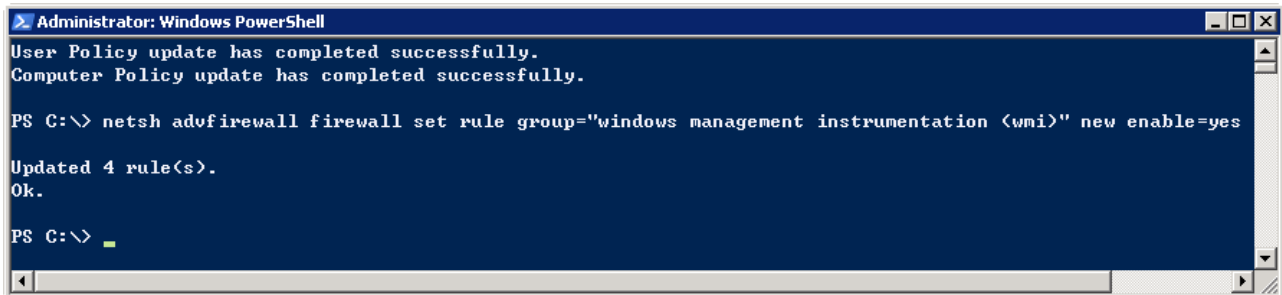 Administrator: Windows PowerShell
User Policy update has completed successfully.
Computer Policy update has completed successfully.
PS C:\> netsh advfirewall firewall set rule group="windows management instrumentation (wmi)" new enable=yes
Updated 4 rule(s).
Ok.
PS C:\>